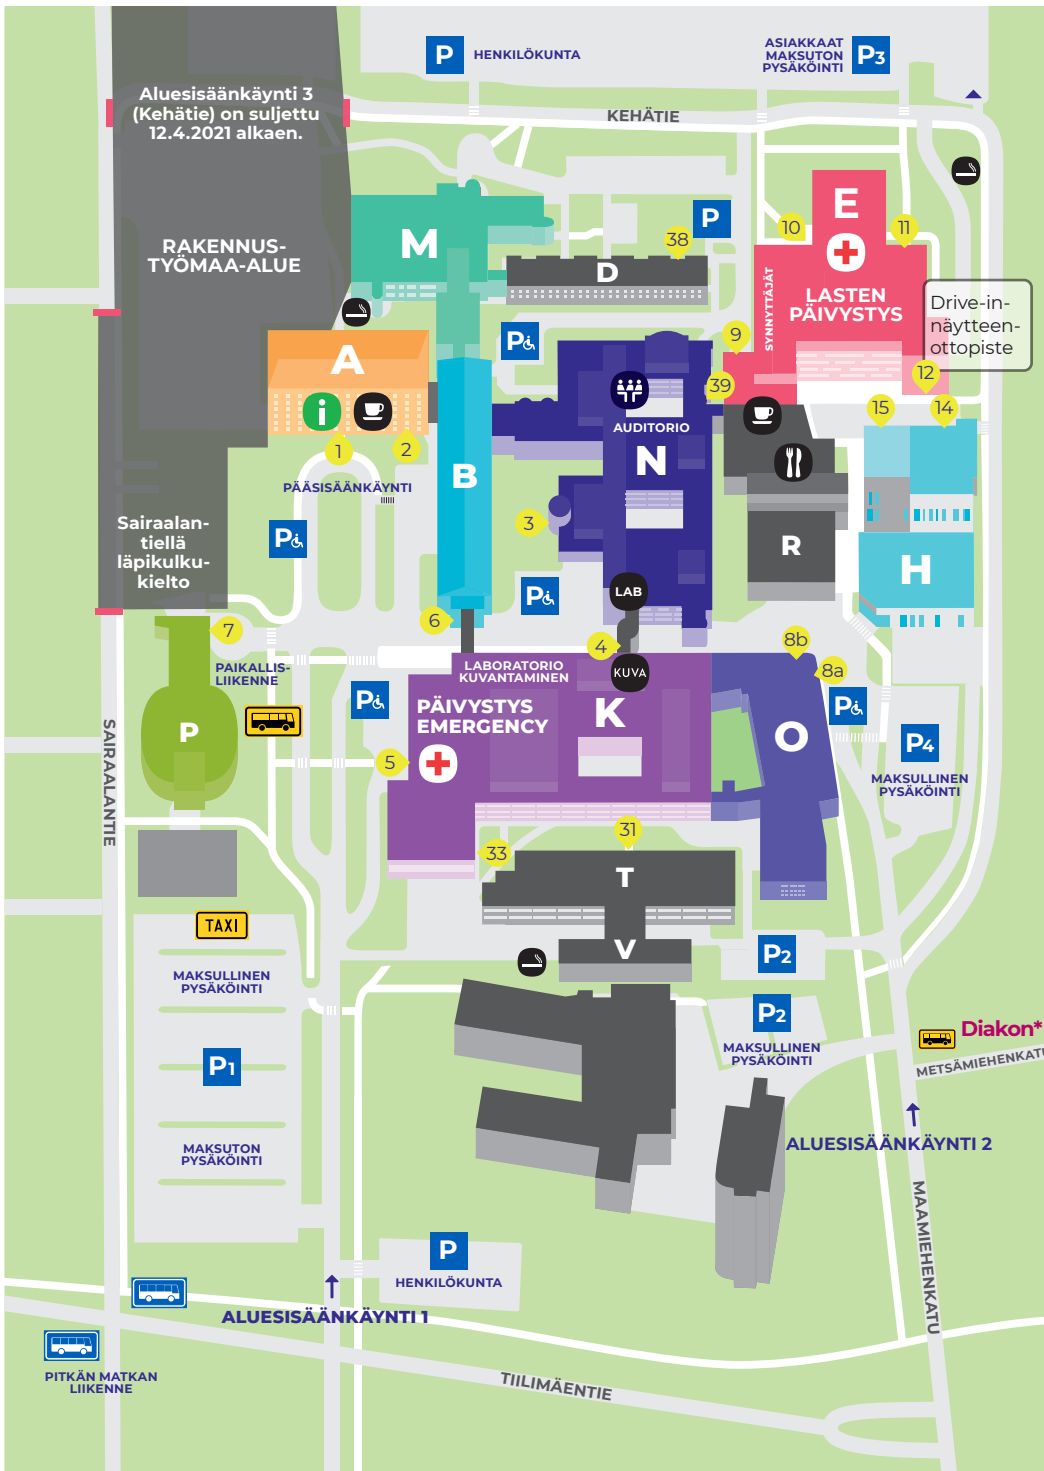 P
HENKILÖKUNTA
ASIAKKAAT
MAKSUTON
PYSÄKÖINTI
P3
Aluesisäänkäynti 3
(Kehätie) on suljettu
12.4.2021 alkaen.
KEHÄTIE
E
10
11
P
M
38
D
RAKENNUS-
TYÖMAA-ALUE
SYNNYTTÄJÄT
LASTEN
PÄIVYSTYS
Drive-in-
näytteen-
ottopiste
A
P
9
39
12
i
AUDITORIO
15
14
1
2
B
N
PÄÄSISÄÄNKÄYNTI
Sairaalan-
tiellä
läpikulku-
kielto
P
3
R
H
P
LAB
6
7
4
8b
8a
PAIKALLIS-
LIIKENNE
LABORATORIO
KUVANTAMINEN
KUVA
P
PÄIVYSTYS
EMERGENCY
K
P
P
O
P4
5
MAKSULLINEN
PYSÄKÖINTI
SAIRAALANTIE
31
33
T
TAXI
V
P2
MAKSULLINEN
PYSÄKÖINTI
P2
Diakon*
MAKSULLINEN
PYSÄKÖINTI
METSÄMIEHENKATU
P1
MAKSUTON
PYSÄKÖINTI
ALUESISÄÄNKÄYNTI 2
MAAMIEHENKATU
P
HENKILÖKUNTA
ALUESISÄÄNKÄYNTI 1
PITKÄN MATKAN
LIIKENNE
TIILIMÄENTIE